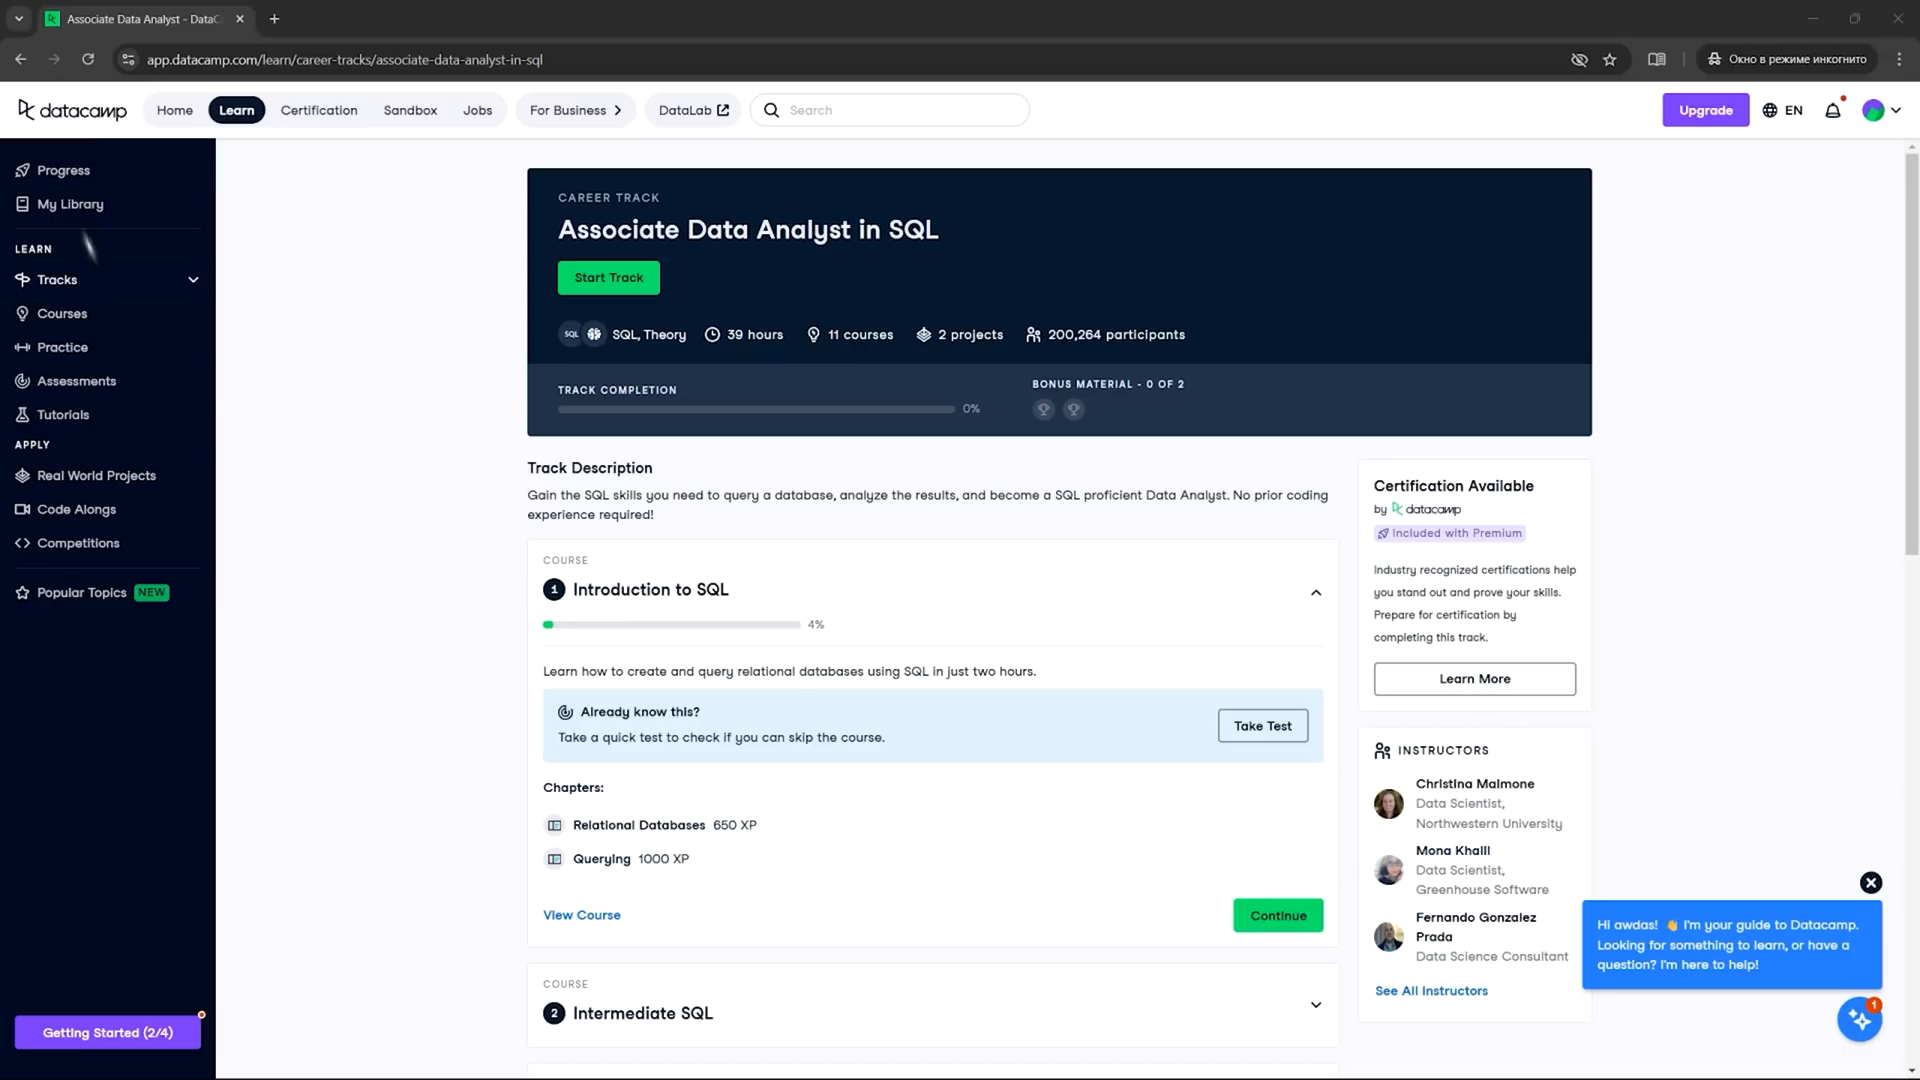 Associate Data Analyst - DataC
app.datacamp.com/learn/career-tracks/associate-data-analyst-in-sql
Окно в режиме инкогнито
datacamp
Home
Learn
Certification
Sandbox
Jobs
For Business
DataLab
Search
Upgrade
EN
Progress
My Library
LEARN
Tracks
Courses
Practice
Assessments
Tutorials
APPLY
Real World Projects
Code Alongs
Competitions
Popular Topics NEW
Getting Started (2/4)
CAREER TRACK
Associate Data Analyst in SQL
Start Track
SQL SQL, Theory 39 hours 11 courses 2 projects 200,264 participants
TRACK COMPLETION
0%
BONUS MATERIAL - 0 OF 2
Track Description
Gain the SQL skills you need to query a database, analyze the results, and become a SQL proficient Data Analyst. No prior coding
experience required!
COURSE
1 Introduction to SQL
4%
Learn how to create and query relational databases using SQL in just two hours.
Already know this?
Take a quick test to check if you can skip the course.
Take Test
Chapters:
Relational Databases 650 XP
Querying 1000 XP
View Course
Continue
COURSE
2 Intermediate SQL
Certification Available
by datacamp
Included with Premium
Industry recognized certifications help
you stand out and prove your skills.
Prepare for certification by
completing this track.
Learn More
INSTRUCTORS
Christina Maimone
Data Scientist,
Northwestern University
Mona Khalil
Data Scientist,
Greenhouse Software
Fernando Gonzalez
Prada
Data Science Consultant
See All Instructors
Hi awdas! 👋 I'm your guide to Datacamp.
Looking for something to learn, or have a
question? I'm here to help!
1